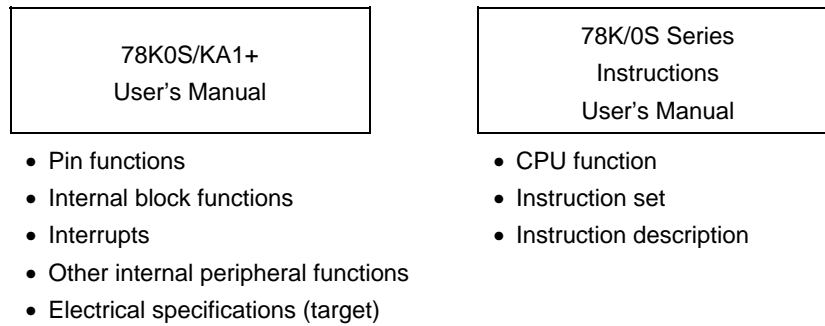 78K0S/KA1+
User's Manual
• Pin functions
• Internal block functions
• Interrupts
• Other internal peripheral functions
• Electrical specifications (target)
78K/0S Series
Instructions
User's Manual
• CPU function
• Instruction set
• Instruction description